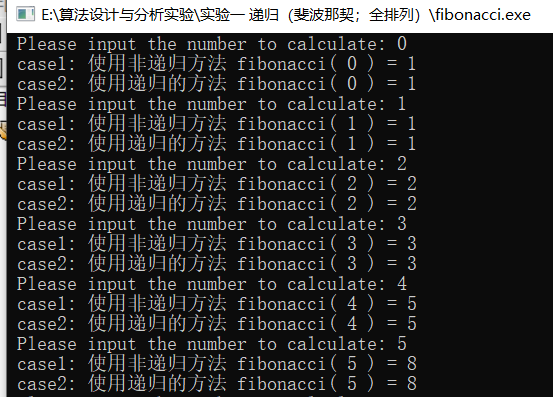 E:\算法设计与分析实验\实验一 递归（斐波那契；全排列）\fibonacci.exe
Please input the number to calculate: 0
case1: 使用非递归方法 fibonacci( 0 ) = 1
case2: 使用递归的方法 fibonacci( 0 ) = 1
Please input the number to calculate: 1
case1: 使用非递归方法 fibonacci( 1 ) = 1
case2: 使用递归的方法 fibonacci( 1 ) = 1
Please input the number to calculate: 2
case1: 使用非递归方法 fibonacci( 2 ) = 2
case2: 使用递归的方法 fibonacci( 2 ) = 2
Please input the number to calculate: 3
case1: 使用非递归方法 fibonacci( 3 ) = 3
case2: 使用递归的方法 fibonacci( 3 ) = 3
Please input the number to calculate: 4
case1: 使用非递归方法 fibonacci( 4 ) = 5
case2: 使用递归的方法 fibonacci( 4 ) = 5
Please input the number to calculate: 5
case1: 使用非递归方法 fibonacci( 5 ) = 8
case2: 使用递归的方法 fibonacci( 5 ) = 8